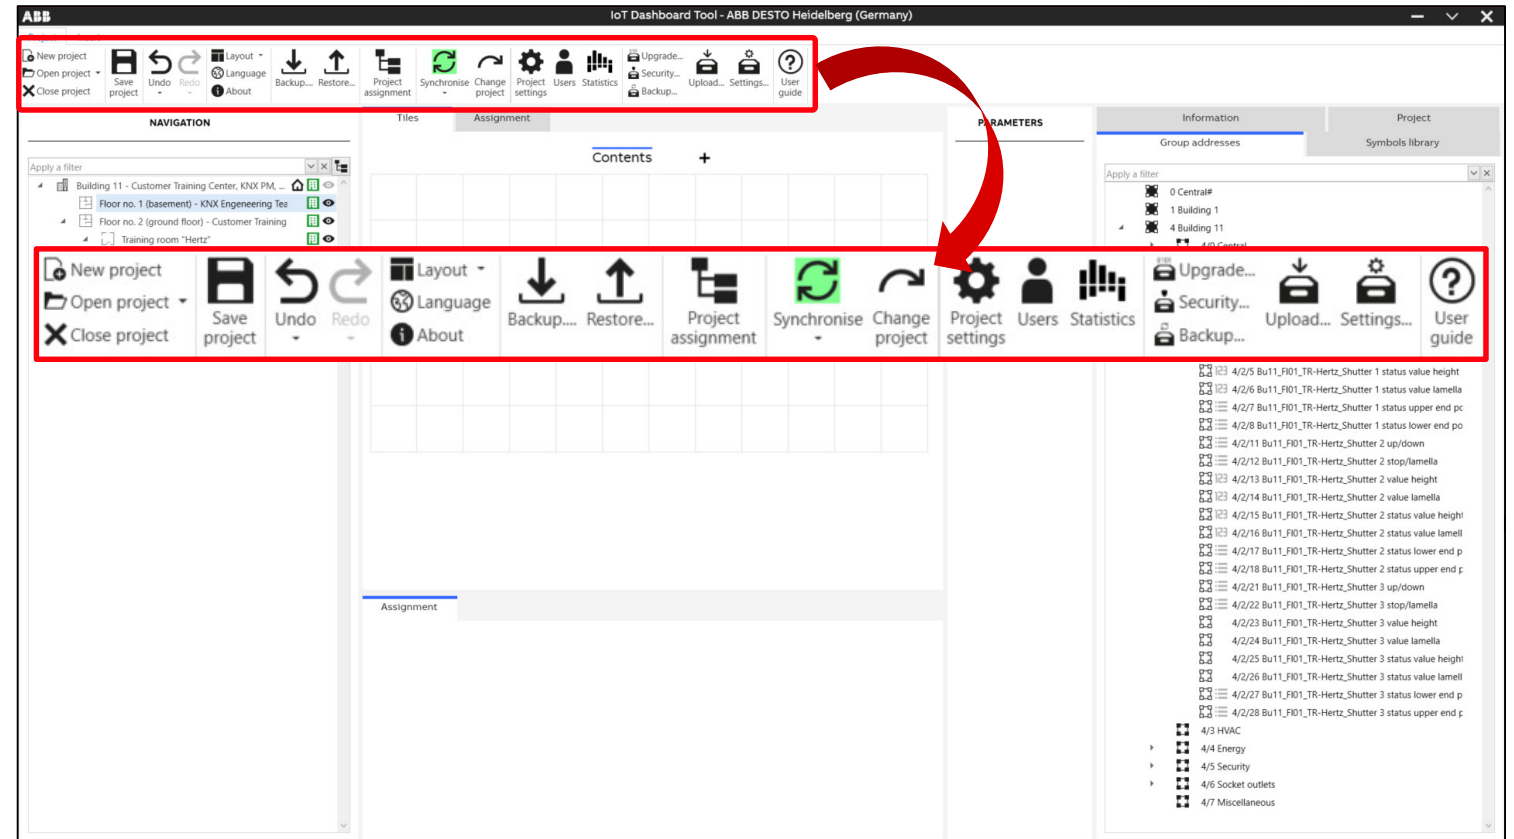 ABB
IoT Dashboard Tool - ABB DESTO Heidelberg (Germany)
New project
Open project
Close project
Save project
Undo
Redo
Layout
Language
About
Backup...
Restore...
Project assignment
Synchronise
Change project
Project settings
Users
Statistics
Upgrade...
Security...
Backup...
Upload...
Settings...
User guide
NAVIGATION
Apply a filter
Building 11 - Customer Training Center, KNX PM, ...
Floor no. 1 (basement) - KNX Engeneering Tea
Floor no. 2 (ground floor) - Customer Training
Training room "Hertz"
Tiles
Assignment
Contents
+
PARAMETERS
Information
Project
Group addresses
Symbols library
Apply a filter
0 Central#
1 Building 1
4 Building 11
4/0 Central
New project
Open project
Close project
Save
project
Undo
Redo
Layout
Language
About
Backup....
Restore...
Project
assignment
Synchronise
Change
project
Project
settings
Users
Statistics
Upgrade...
Security...
Backup...
Upload...
Settings...
User
guide
123 4/2/5 Bu11_Fl01_TR-Hertz_Shutter 1 status value height
123 4/2/6 Bu11_Fl01_TR-Hertz_Shutter 1 status value lamella
4/2/7 Bu11_Fl01_TR-Hertz_Shutter 1 status upper end pc
4/2/8 Bu11_Fl01_TR-Hertz_Shutter 1 status lower end po
4/2/11 Bu11_Fl01_TR-Hertz_Shutter 2 up/down
4/2/12 Bu11_Fl01_TR-Hertz_Shutter 2 stop/lamella
123 4/2/13 Bu11_Fl01_TR-Hertz_Shutter 2 value height
123 4/2/14 Bu11_Fl01_TR-Hertz_Shutter 2 value lamella
123 4/2/15 Bu11_Fl01_TR-Hertz_Shutter 2 status value height
123 4/2/16 Bu11_Fl01_TR-Hertz_Shutter 2 status value lamell
4/2/17 Bu11_Fl01_TR-Hertz_Shutter 2 status lower end p
4/2/18 Bu11_Fl01_TR-Hertz_Shutter 2 status upper end p
4/2/21 Bu11_Fl01_TR-Hertz_Shutter 3 up/down
4/2/22 Bu11_Fl01_TR-Hertz_Shutter 3 stop/lamella
4/2/23 Bu11_Fl01_TR-Hertz_Shutter 3 value height
4/2/24 Bu11_Fl01_TR-Hertz_Shutter 3 value lamella
4/2/25 Bu11_Fl01_TR-Hertz_Shutter 3 status value height
4/2/26 Bu11_Fl01_TR-Hertz_Shutter 3 status value lamell
4/2/27 Bu11_Fl01_TR-Hertz_Shutter 3 status lower end p
4/2/28 Bu11_Fl01_TR-Hertz_Shutter 3 status upper end p
4/3 HVAC
4/4 Energy
4/5 Security
4/6 Socket outlets
4/7 Miscellaneous
Assignment